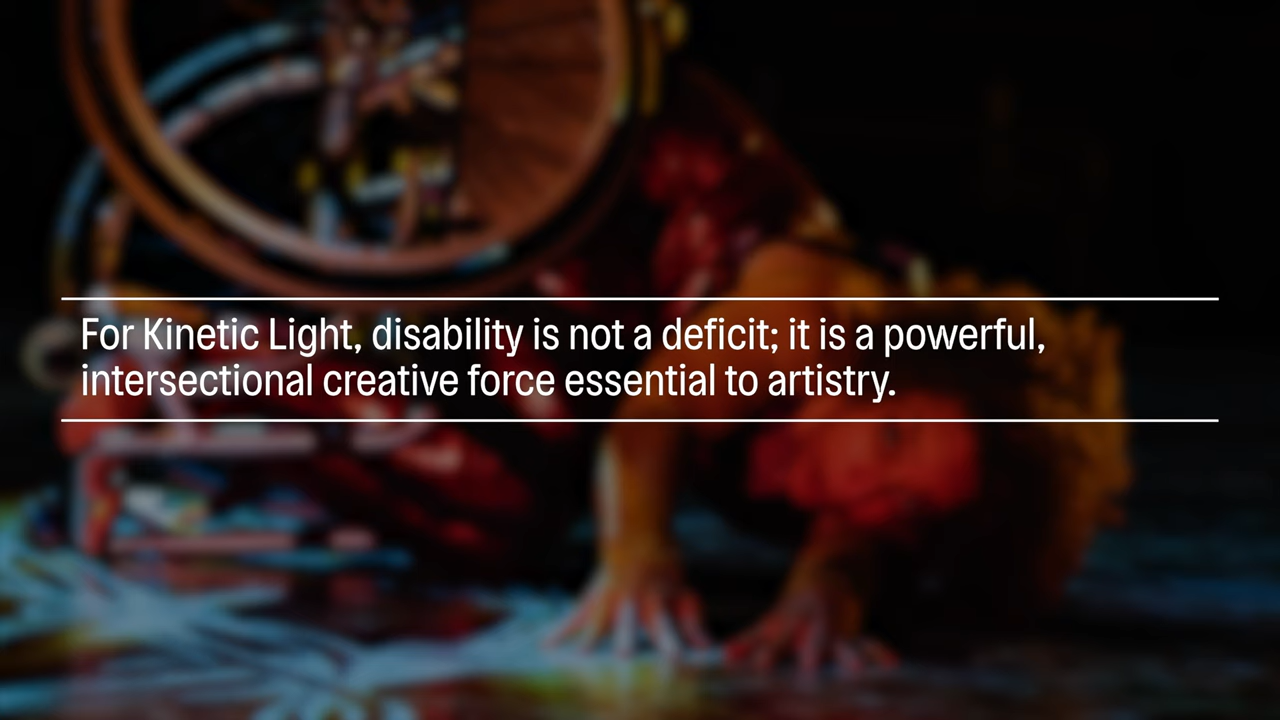 For Kinetic Light, disability is not a deficit; it is a powerful,
intersectional creative force essential to artistry.